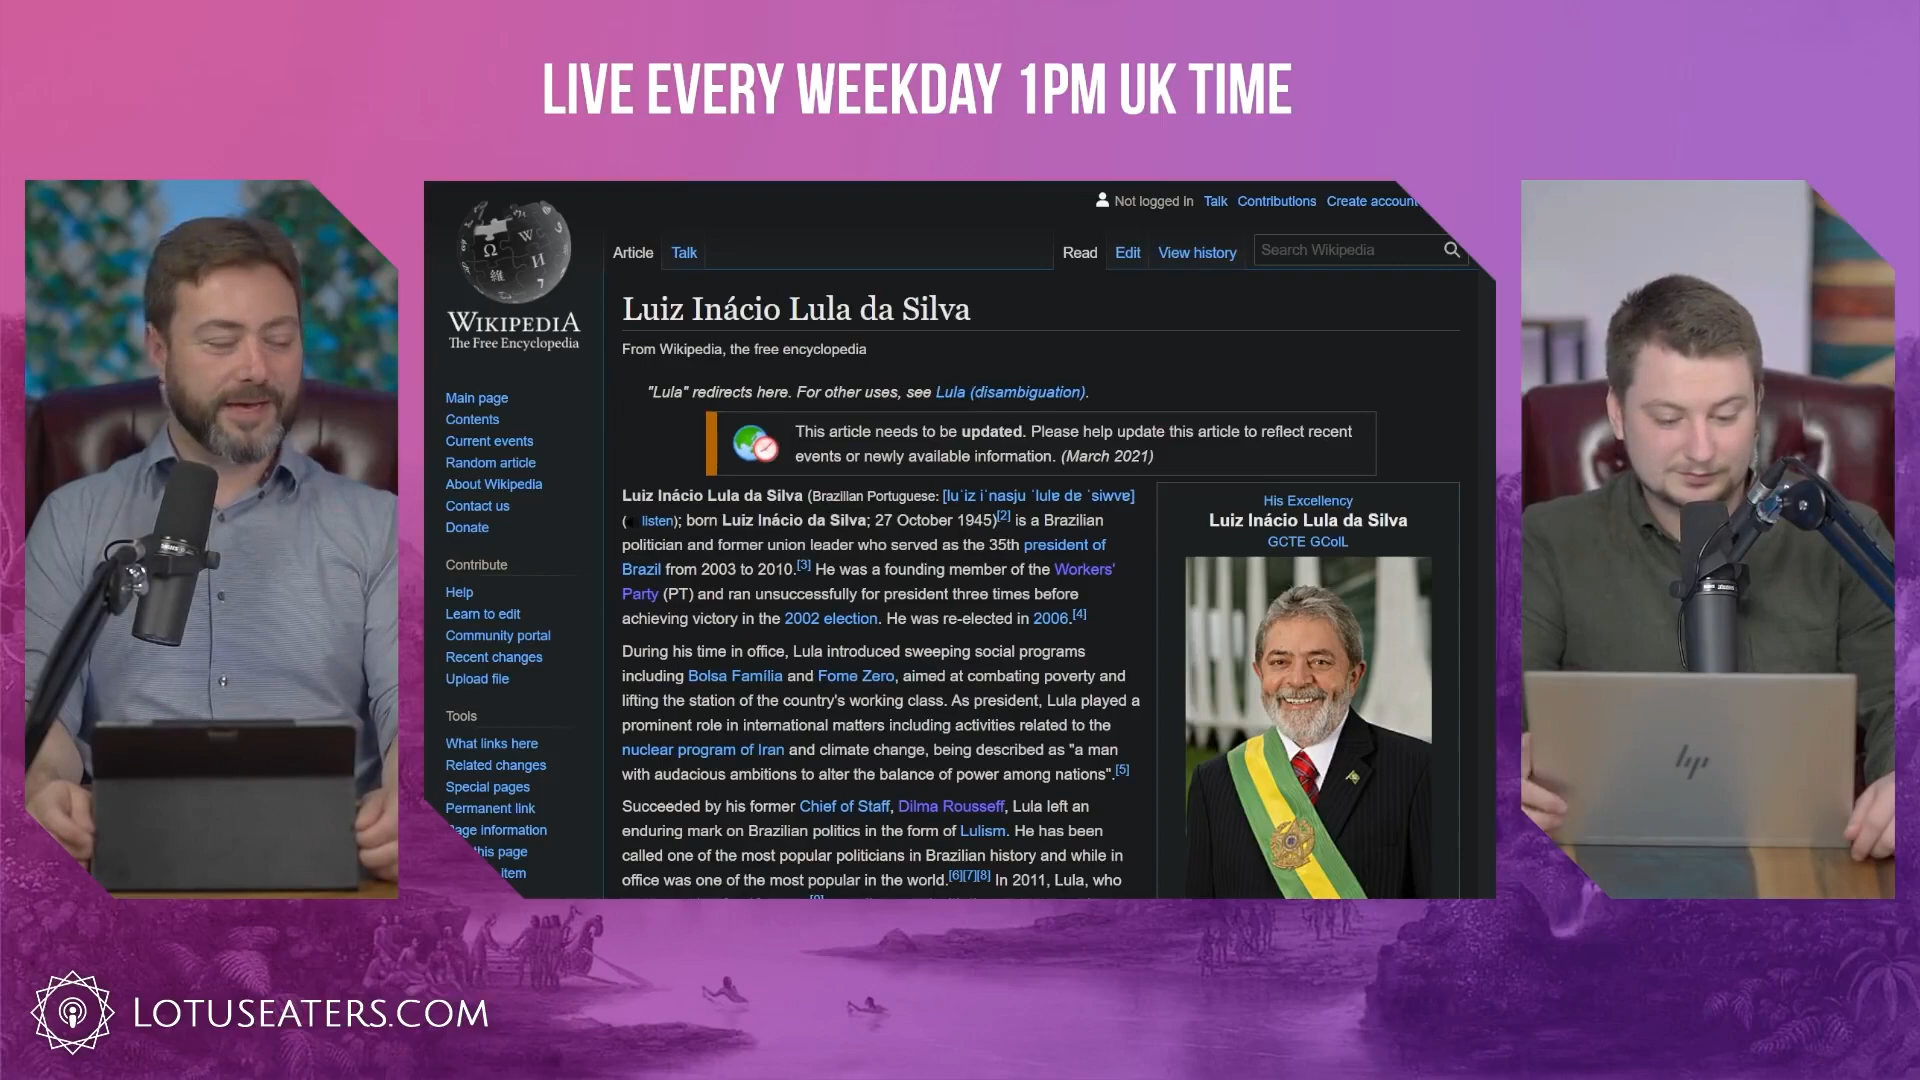 LIVE EVERY WEEKDAY 1PM UK TIME
Not logged in Talk Contributions Create account
Article Talk Read Edit View history Search Wikipedia
WIKIPEDIA
The Free Encyclopedia
Main page
Contents
Current events
Random article
About Wikipedia
Contact us
Donate
Contribute
Help
Learn to edit
Community portal
Recent changes
Upload file
Tools
What links here
Related changes
Special pages
Permanent link
Page information
this page
item
Luiz Inácio Lula da Silva
From Wikipedia, the free encyclopedia
"Lula" redirects here. For other uses, see Lula (disambiguation).
This article needs to be updated. Please help update this article to reflect recent
events or newly available information. (March 2021)
Luiz Inácio Lula da Silva (Brazilian Portuguese: [luˈiz iˈnasju ˈlulɐ dɐ ˈsiwvɐ]
( listen); born Luiz Inácio da Silva; 27 October 1945)[2] is a Brazilian
politician and former union leader who served as the 35th president of
Brazil from 2003 to 2010.[3] He was a founding member of the Workers'
Party (PT) and ran unsuccessfully for president three times before
achieving victory in the 2002 election. He was re-elected in 2006.[4]
During his time in office, Lula introduced sweeping social programs
including Bolsa Família and Fome Zero, aimed at combating poverty and
lifting the station of the country's working class. As president, Lula played a
prominent role in international matters including activities related to the
nuclear program of Iran and climate change, being described as "a man
with audacious ambitions to alter the balance of power among nations".[5]
Succeeded by his former Chief of Staff, Dilma Rousseff, Lula left an
enduring mark on Brazilian politics in the form of Lulism. He has been
called one of the most popular politicians in Brazilian history and while in
office was one of the most popular in the world.[6][7][8] In 2011, Lula, who
His Excellency
Luiz Inácio Lula da Silva
GCTE GColL
hp
LOTUSEATERS.COM